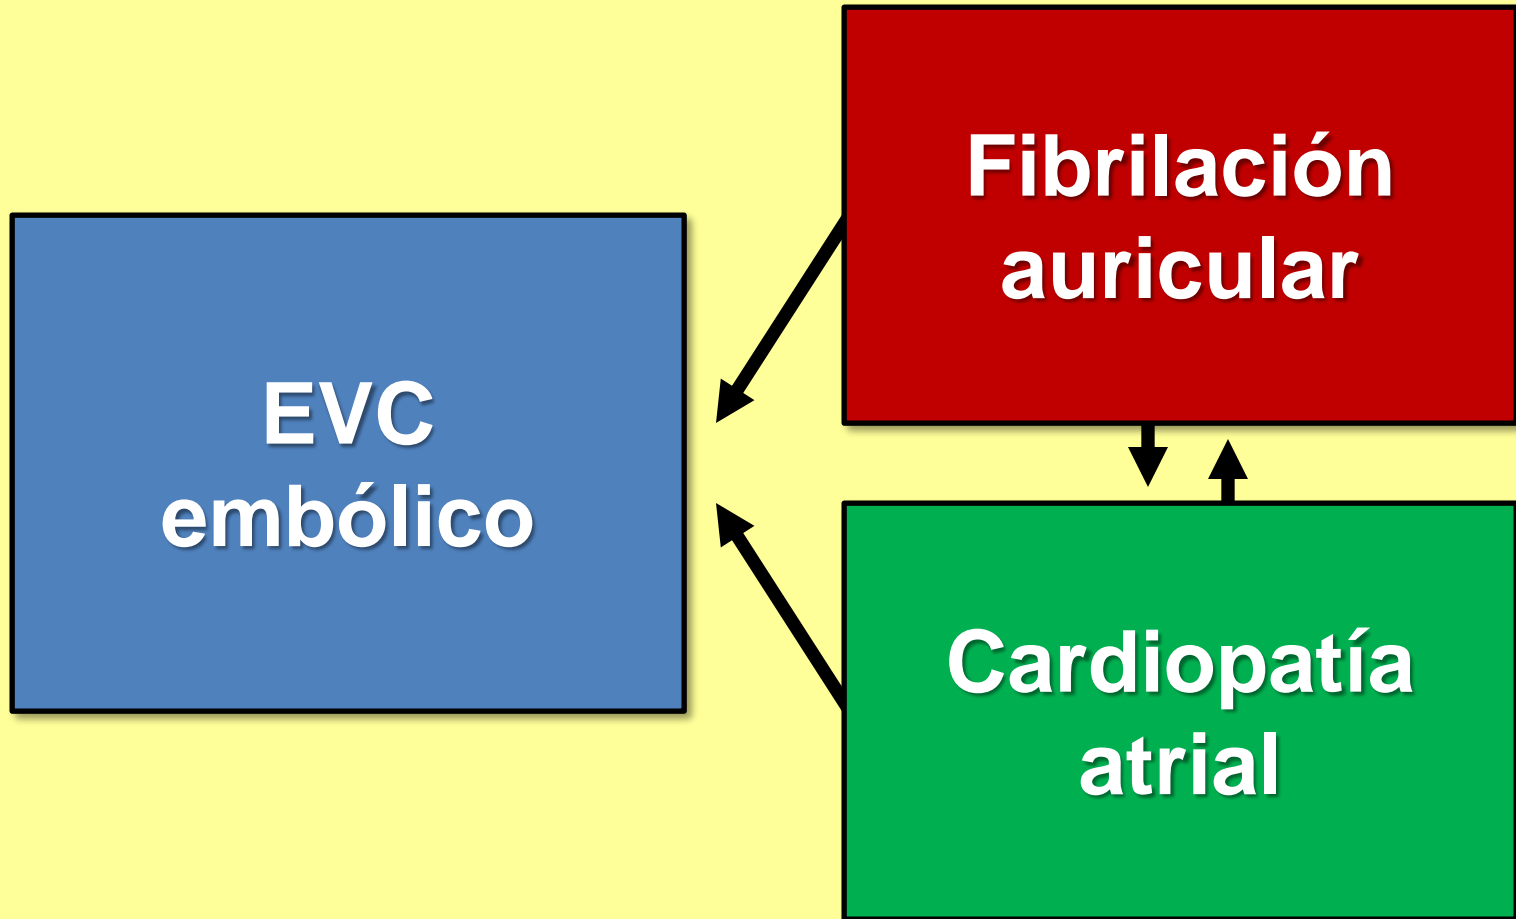 Fibrilación
auricular
EVC
embólico
Cardiopatía
atrial